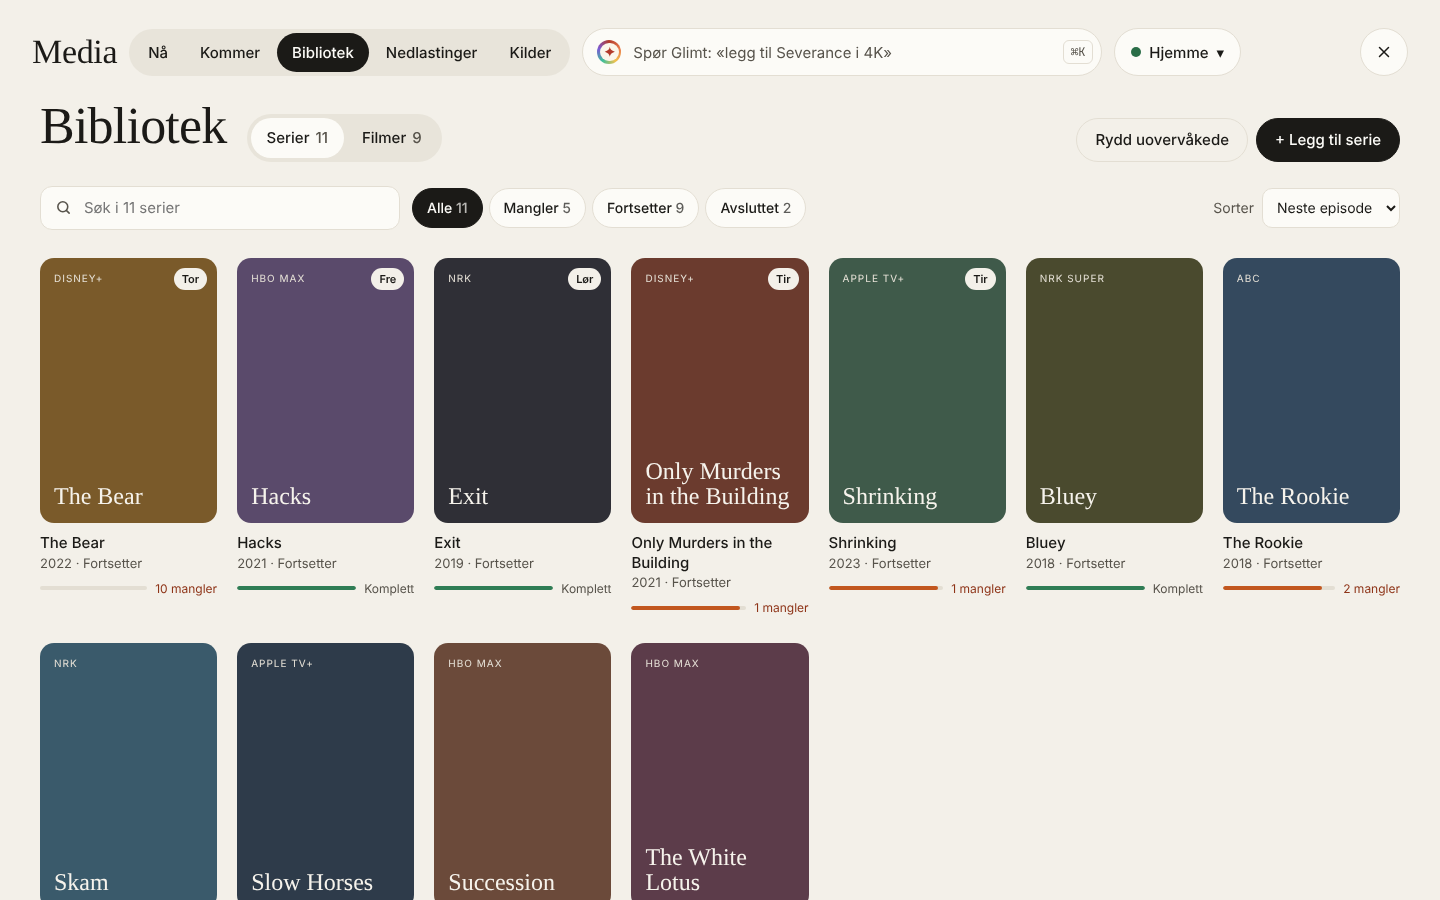 Media
Nå
Kommer
Bibliotek
Nedlastinger
Kilder
Spør Glimt: «legg til Severance i 4K»
⌘K
Hjemme ▾
Bibliotek
Serier 11
Filmer 9
Rydd uovervåkede
+ Legg til serie
Søk i 11 serier
Alle 11
Mangler 5
Fortsetter 9
Avsluttet 2
Sorter
Neste episode
DISNEY+
Tor
The Bear
The Bear
2022 · Fortsetter
10 mangler
HBO MAX
Fre
Hacks
Hacks
2021 · Fortsetter
Komplett
NRK
Lør
Exit
Exit
2019 · Fortsetter
Komplett
DISNEY+
Tir
Only Murders
in the Building
Only Murders in the
Building
2021 · Fortsetter
1 mangler
APPLE TV+
Tir
Shrinking
Shrinking
2023 · Fortsetter
1 mangler
NRK SUPER
Bluey
Bluey
2018 · Fortsetter
Komplett
ABC
The Rookie
The Rookie
2018 · Fortsetter
2 mangler
NRK
Skam
APPLE TV+
Slow Horses
HBO MAX
Succession
HBO MAX
The White
Lotus